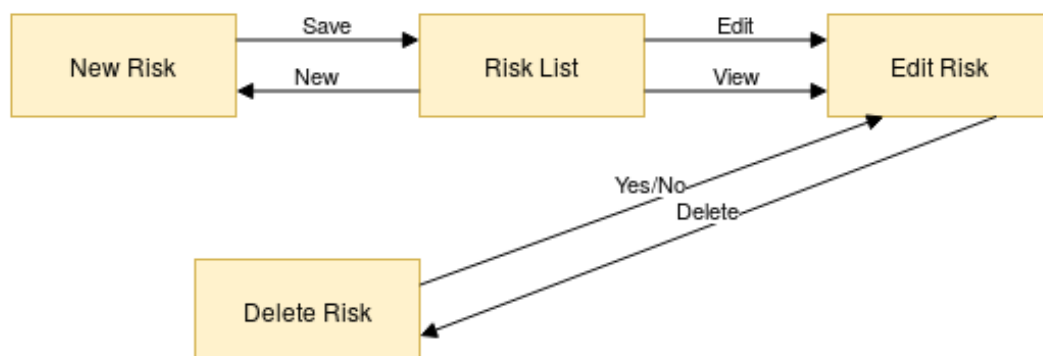 Save
Edit
New Risk
Risk List
Edit Risk
New
View
Yes/No
Delete
Delete Risk